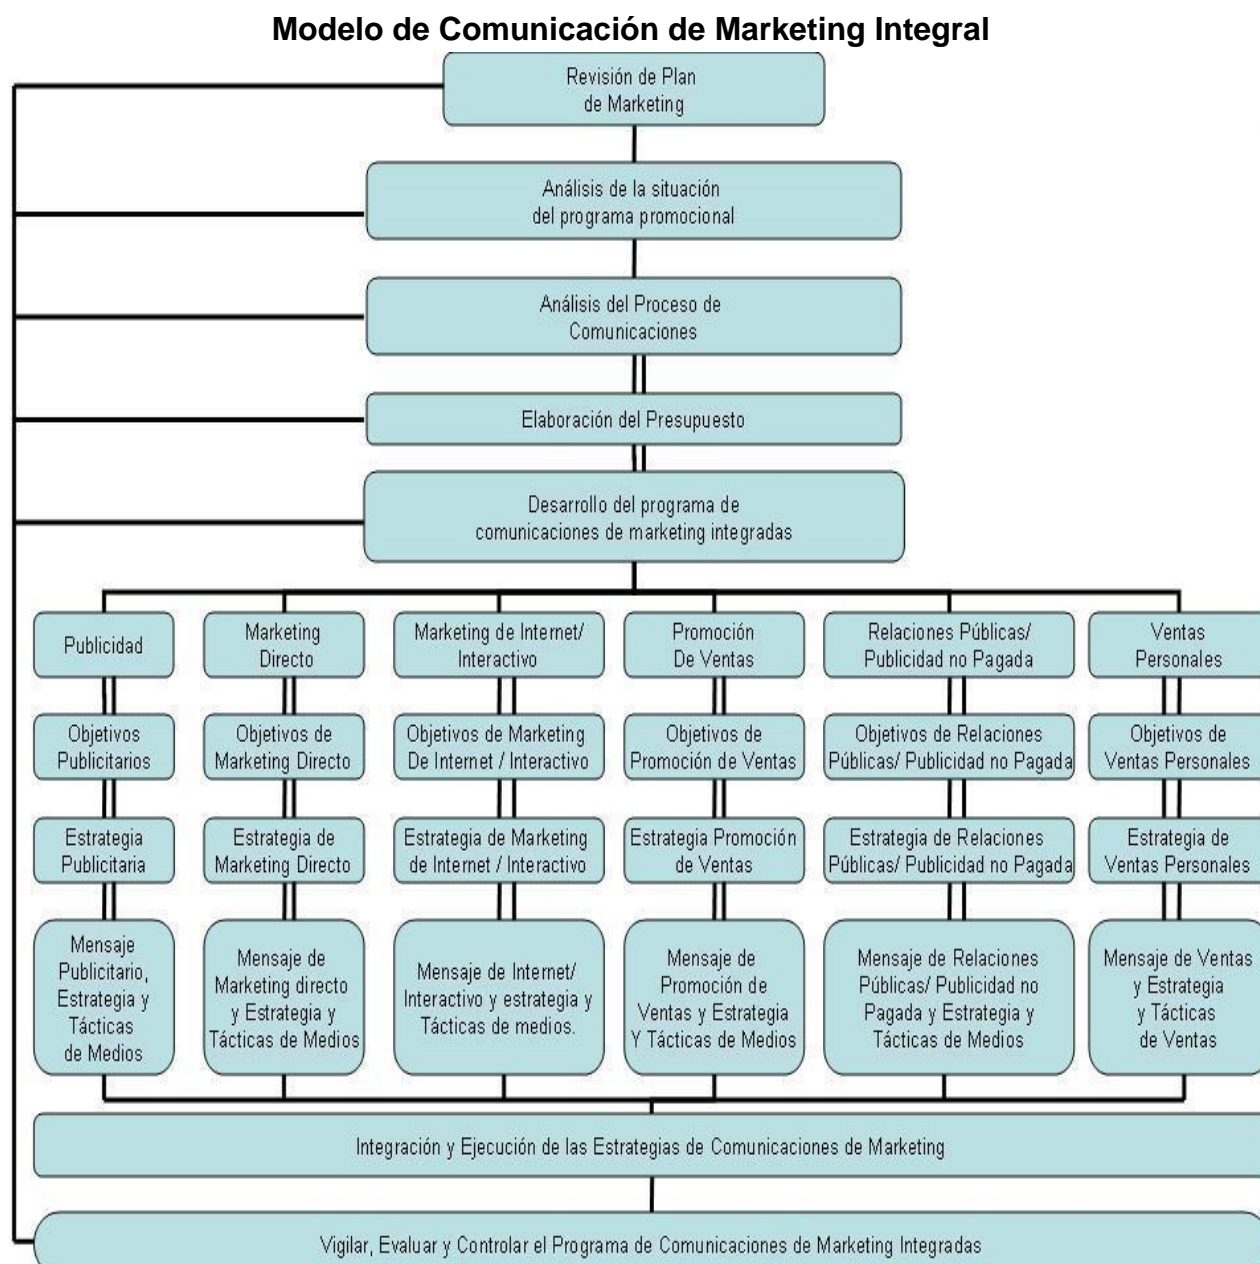 Modelo de Comunicación de Marketing Integral
Revisión de Plan
de Marketing
Análisis de la situación
del programa promocional
Análisis del Proceso de
Comunicaciones
Elaboración del Presupuesto
Desarrollo del programa de
comunicaciones de marketing integradas
Publicidad
Marketing
Directo
Marketing de Internet/
Interactivo
Promoción
De Ventas
Relaciones Públicas/
Publicidad no Pagada
Ventas
Personales
Objetivos
Publicitarios
Objetivos de
Marketing Directo
Objetivos de Marketing
De Internet / Interactivo
Objetivos de
Promoción de Ventas
Objetivos de Relaciones
Públicas/ Publicidad no Pagada
Objetivos de
Ventas Personales
Estrategia
Publicitaria
Estrategia de
Marketing Directo
Estrategia de Marketing
de Internet / Interactivo
Estrategia Promoción
de Ventas
Estrategia de Relaciones
Públicas/ Publicidad no Pagada
Estrategia de
Ventas Personales
Mensaje
Publicitario,
Estrategia y
Tácticas
de Medios
Mensaje de
Marketing directo
y Estrategia y
Tácticas de Medios
Mensaje de Internet/
Interactivo y estrategia y
Tácticas de medios.
Mensaje de
Promoción de
Ventas y Estrategia
Y Tácticas de Medios
Mensaje de Relaciones
Públicas/ Publicidad no
Pagada y Estrategia y
Tácticas de Medios
Mensaje de Ventas
y Estrategia
y Tácticas
de Ventas
Integración y Ejecución de las Estrategias de Comunicaciones de Marketing
Vigilar, Evaluar y Controlar el Programa de Comunicaciones de Marketing Integradas